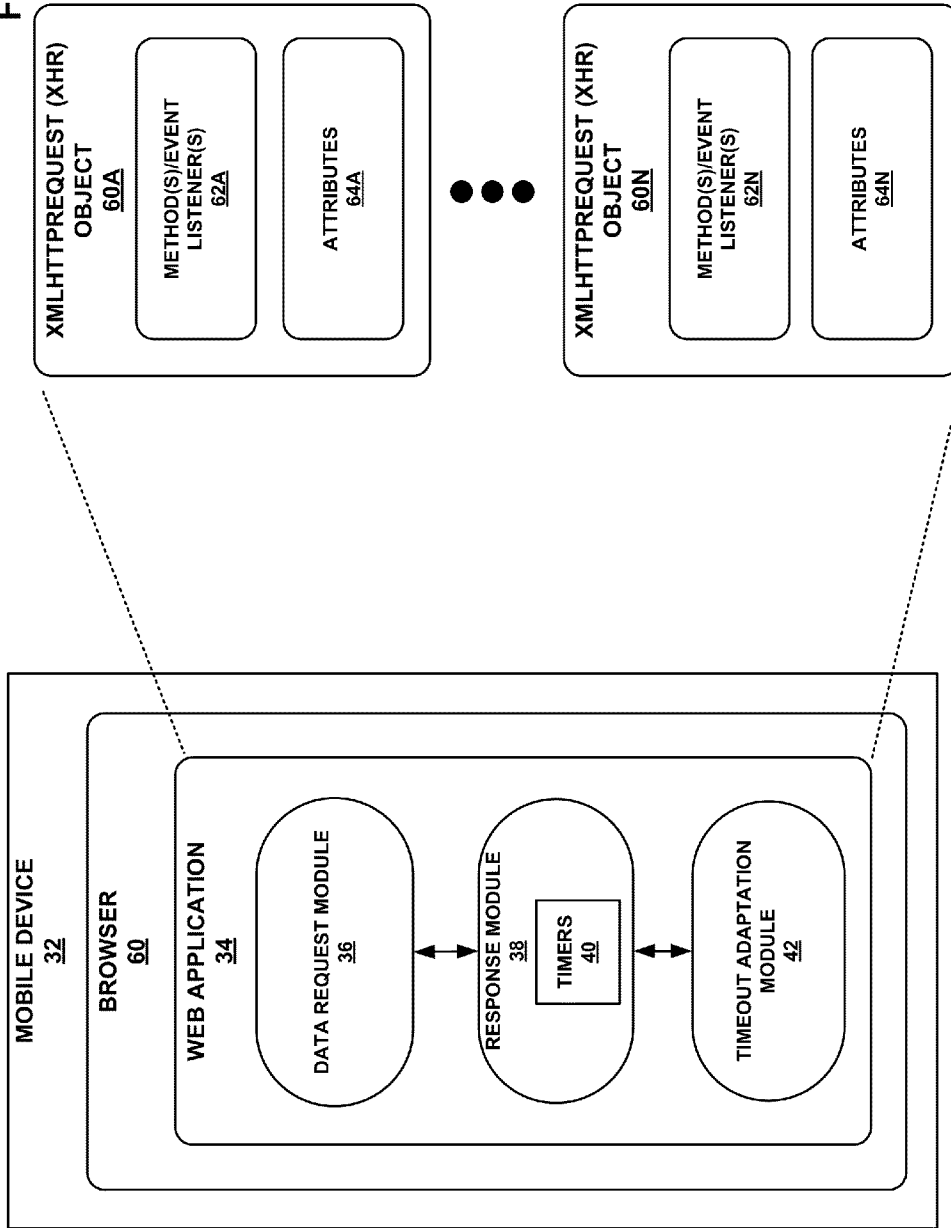 MOBILE DEVICE
32
BROWSER
60
WEB APPLICATION
34
DATA REQUEST MODULE
36
RESPONSE MODULE
38
TIMERS
40
TIMEOUT ADAPTATION
MODULE
42
XMLHTTPREQUEST (XHR)
OBJECT
60A
METHOD(S)/EVENT
LISTENER(S)
62A
ATTRIBUTES
64A
XMLHTTPREQUEST (XHR)
OBJECT
60N
METHOD(S)/EVENT
LISTENER(S)
62N
ATTRIBUTES
64N